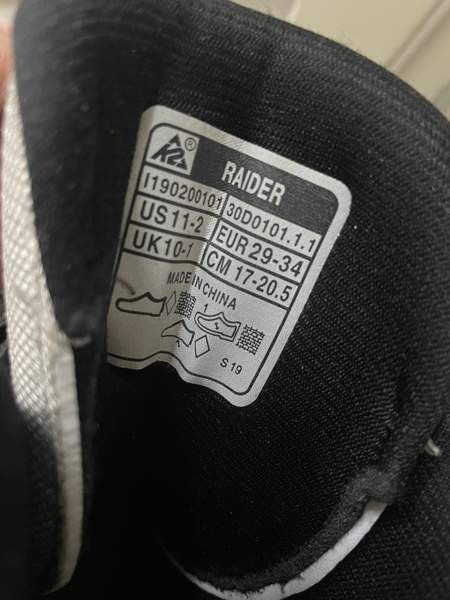 K2®
RAIDER
I190200101 30D0101.1.1
US 11-2 EUR 29-34
UK 10-1 CM 17-20.5
MADE IN CHINA
1
S 19